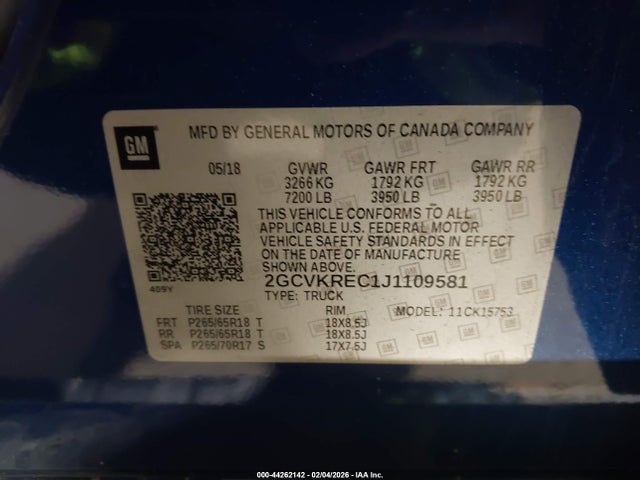 GM
MFD BY GENERAL MOTORS OF CANADA COMPANY
05/18 GVWR GAWR FRT GAWR RR
3266 KG 1792 KG 1792 KG
7200 LB 3950 LB 3950 LB
THIS VEHICLE CONFORMS TO ALL
APPLICABLE U.S. FEDERAL MOTOR
VEHICLE SAFETY STANDARDS IN EFFECT
ON THE DATE OF MANUFACTURE
SHOWN ABOVE.
409Y
2GCVKREC1J1109581
TYPE: TRUCK
TIRE SIZE RIM MODEL: 11CK15753
FRT P265/65R18 T 18X8.5J
RR P265/65R18 T 18X8.5J
SPA P265/70R17 S 17X7.5J
000-44262142 - 02/04/2026 - IAA Inc.